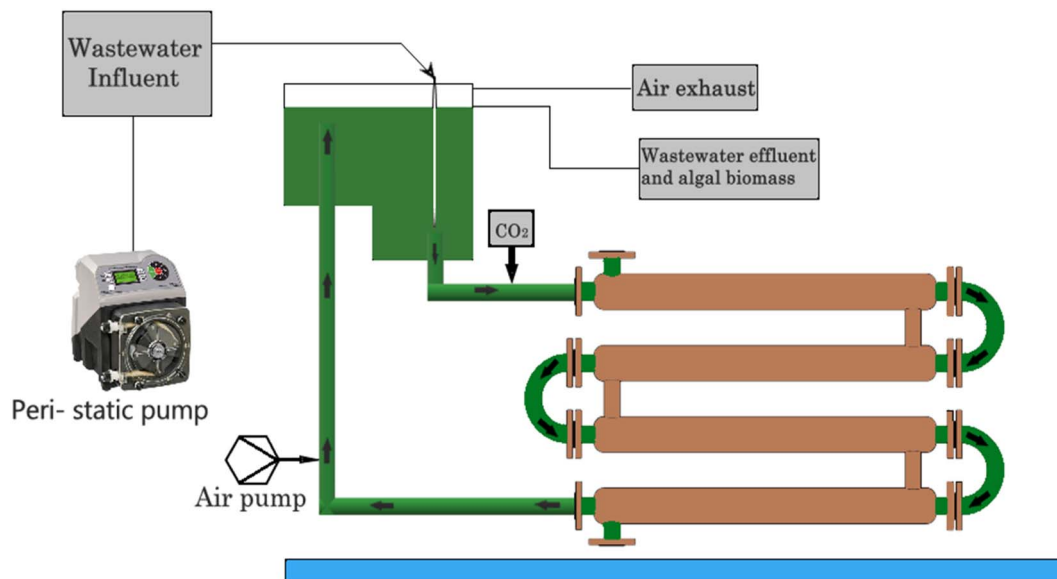 Wastewater
Influent
Air exhaust
Wastewater effluent
and algal biomass
CO₂
Peri- static pump
Air pump